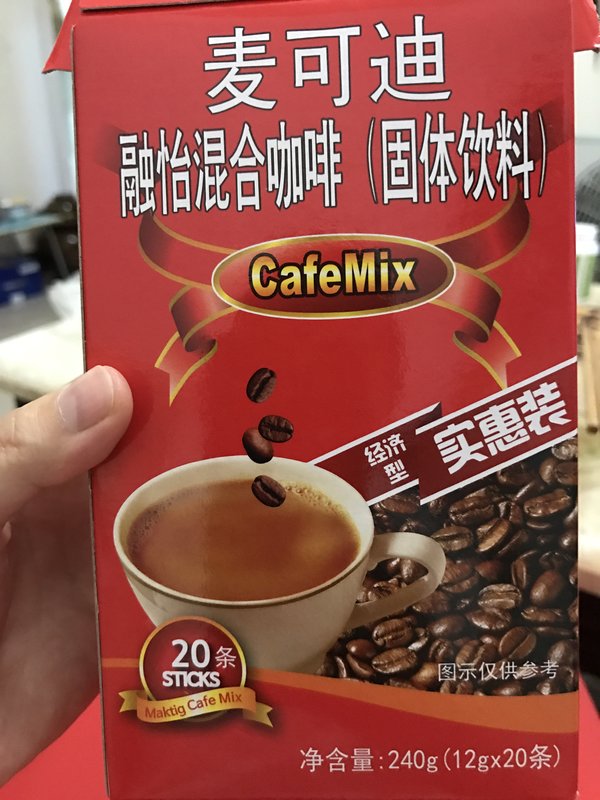 麦可迪
融怡混合咖啡（固体饮料）
CafeMix
经济型
实惠装
20条
STICKS
Maktig Cafe Mix
图示仅供参考
净含量:240g(12gx20条)